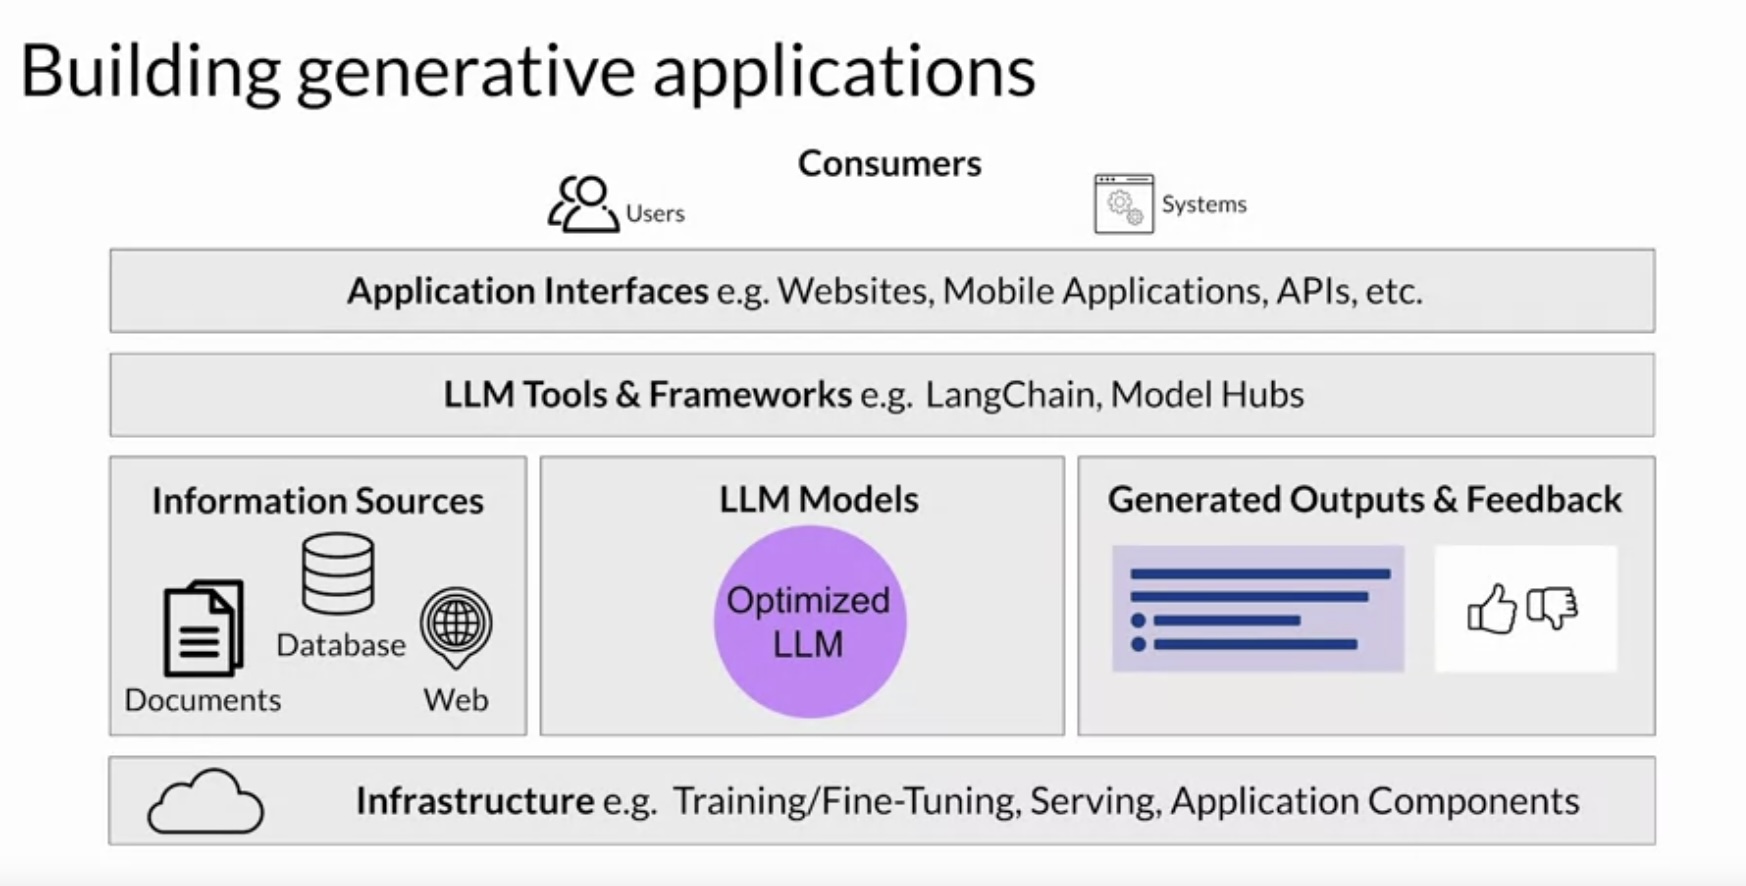 Building generative applications
Consumers
Users
Systems
Application Interfaces e.g. Websites, Mobile Applications, APIs, etc.
LLM Tools & Frameworks e.g. LangChain, Model Hubs
Information Sources
Documents
Database
Web
LLM Models
Optimized
LLM
Generated Outputs & Feedback
Infrastructure e.g. Training/Fine-Tuning, Serving, Application Components